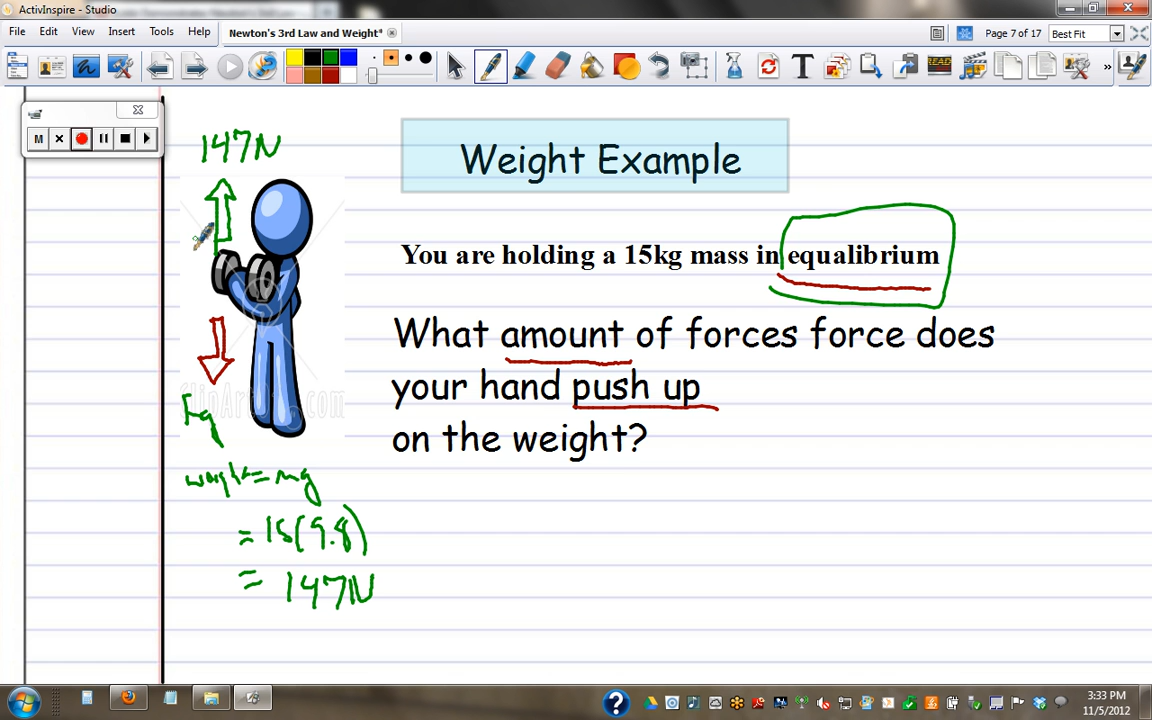 ActivInspire - Studio
File Edit View Insert Tools Help Newton's 3rd Law and Weight* Page 7 of 17 Best Fit
M
147N
Weight Example
You are holding a 15kg mass in equalibrium
What amount of forces force does
your hand push up
on the weight?
Fg
weight = mg
= 15(9.8)
= 147N
3:33 PM
11/5/2012